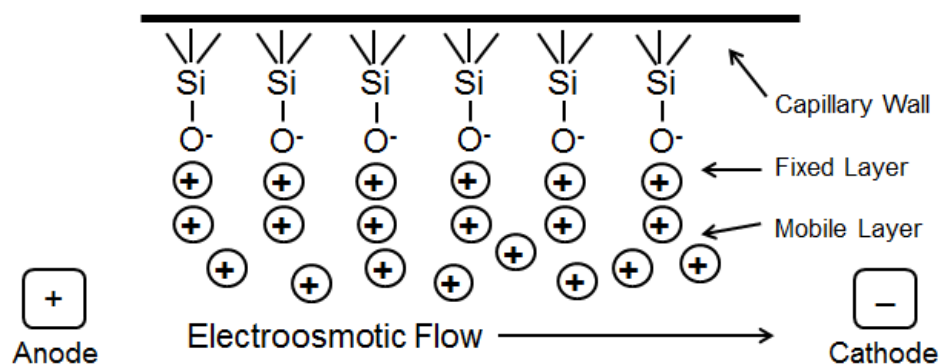 Si Si Si Si Si Si
O- O- O- O- O- O-
Capillary Wall
+ + + + + +
Fixed Layer
+ + + + + +
Mobile Layer
+ + + + + + + +
+
–
Electroosmotic Flow
Anode
Cathode